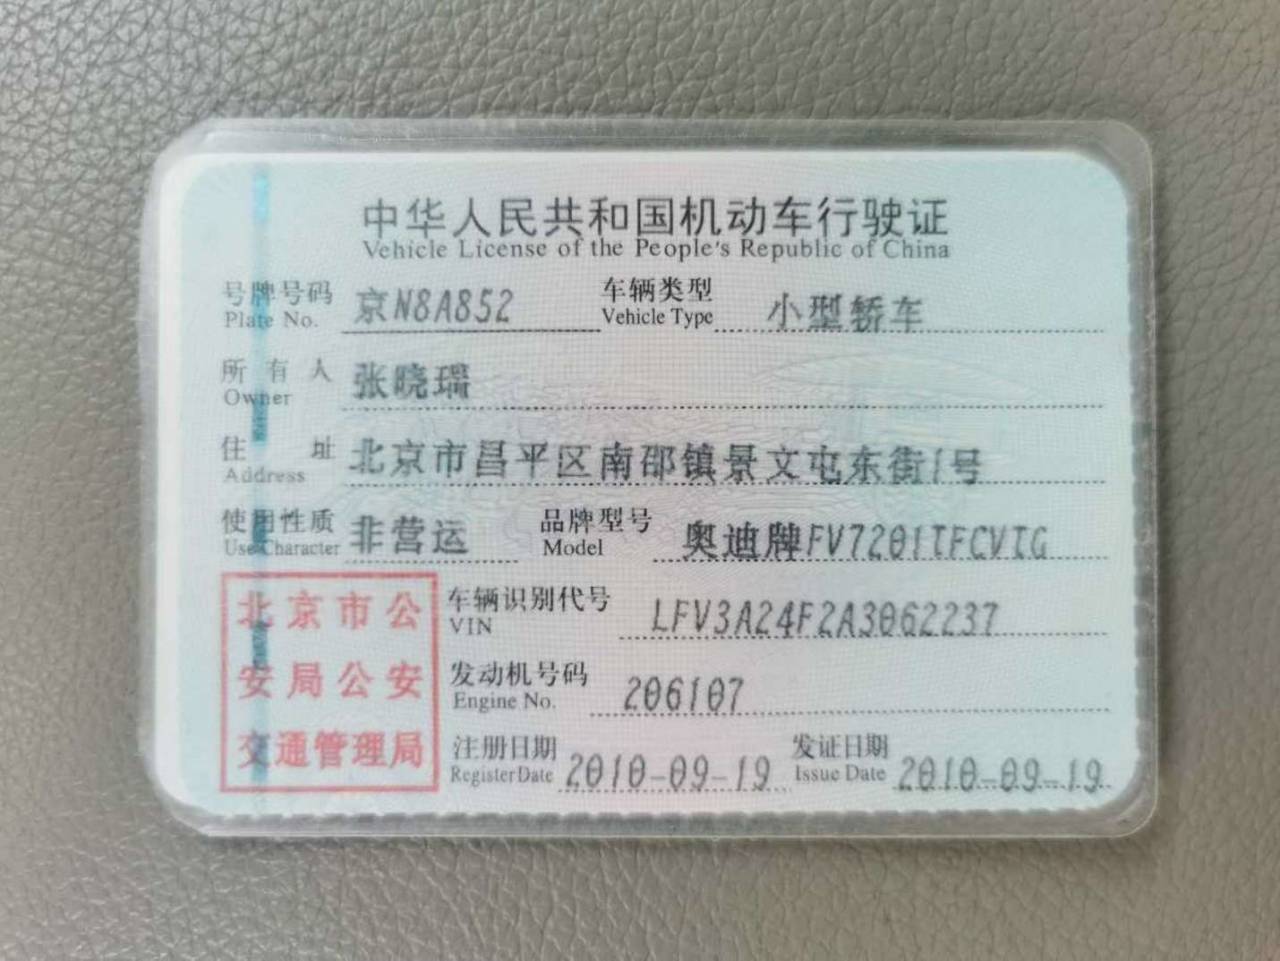 中华人民共和国机动车行驶证
Vehicle License of the People's Republic of China
号牌号码 京N8A852 车辆类型 小型轿车
Plate No. Vehicle Type
所有人 张晓瑞
Owner
住址 北京市昌平区南邵镇景文屯东街1号
Address
使用性质 非营运 品牌型号 奥迪牌FV7201TFCVTG
Use Character Model
北京市公
安局公安
交通管理局
车辆识别代号 LFV3A24F2A3062237
VIN
发动机号码 206107
Engine No.
注册日期 2010-09-19 发证日期 2010-09-19
Register Date Issue Date